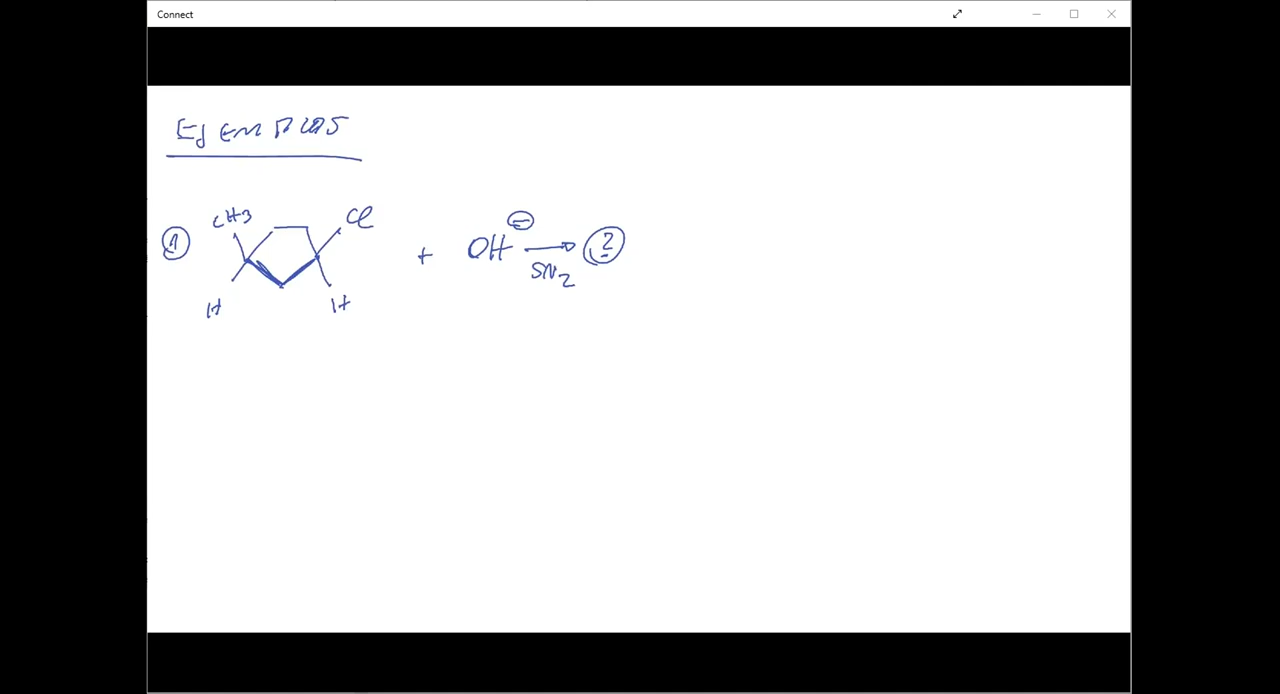 Connect
EJEMPLOS
① CH3 Cl + OH⊖ → ?
SN2
H H